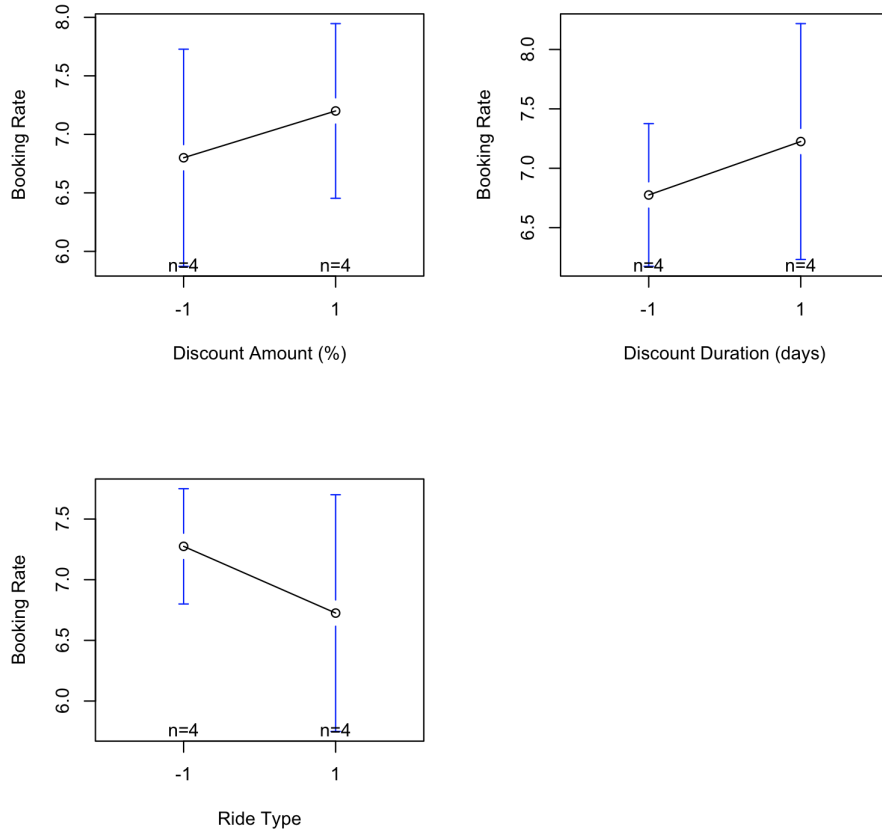 Booking Rate
8.0
7.5
7.0
6.5
6.0
n=4 n=4
-1 1
Discount Amount (%)
Booking Rate
8.0
7.5
7.0
6.5
n=4 n=4
-1 1
Discount Duration (days)
Booking Rate
7.5
7.0
6.5
6.0
n=4 n=4
-1 1
Ride Type